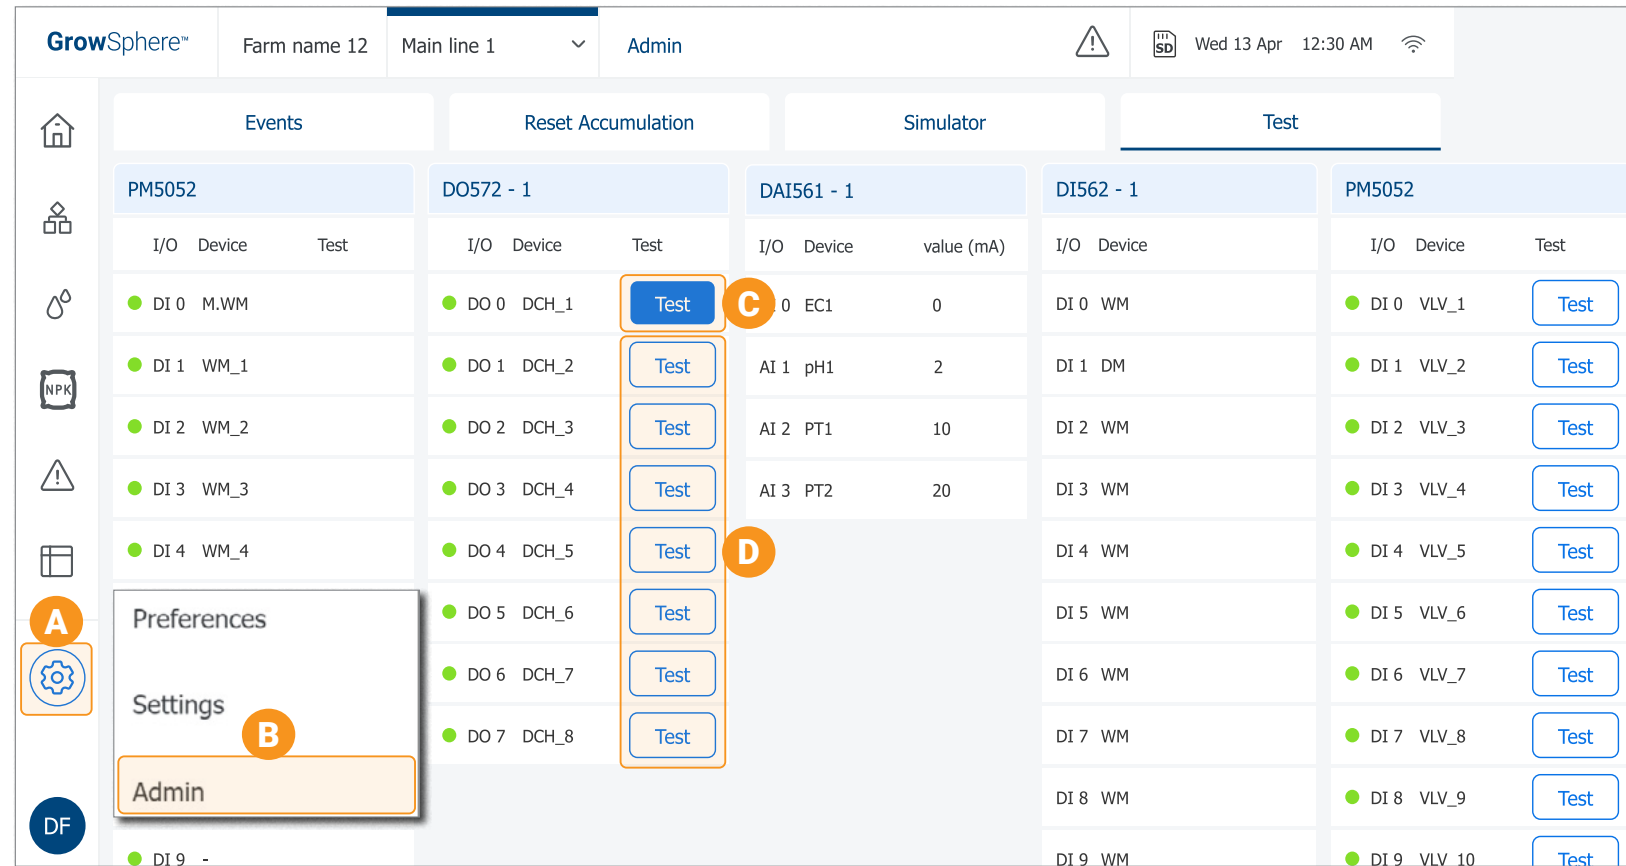 GrowSphere™ Farm name 12 Main line 1 Admin SD Wed 13 Apr 12:30 AM
Events Reset Accumulation Simulator Test
PM5052 DO572 - 1 DAI561 - 1 DI562 - 1 PM5052
I/O Device Test I/O Device Test I/O Device value (mA) I/O Device I/O Device Test
DI 0 M.WM DO 0 DCH_1 Test C 0 EC1 0 DI 0 WM DI 0 VLV_1 Test
DI 1 WM_1 DO 1 DCH_2 Test AI 1 pH1 2 DI 1 DM DI 1 VLV_2 Test
NPK DI 2 WM_2 DO 2 DCH_3 Test AI 2 PT1 10 DI 2 WM DI 2 VLV_3 Test
DI 3 WM_3 DO 3 DCH_4 Test AI 3 PT2 20 DI 3 WM DI 3 VLV_4 Test
DI 4 WM_4 DO 4 DCH_5 Test D DI 4 WM DI 4 VLV_5 Test
A Preferences DO 5 DCH_6 Test DI 5 WM DI 5 VLV_6 Test
DO 6 DCH_7 Test DI 6 WM DI 6 VLV_7 Test
Settings
B DO 7 DCH_8 Test DI 7 WM DI 7 VLV_8 Test
Admin DI 8 WM DI 8 VLV_9 Test
DF
DI 9 - DI 9 WM DI 9 VLV_10 Test